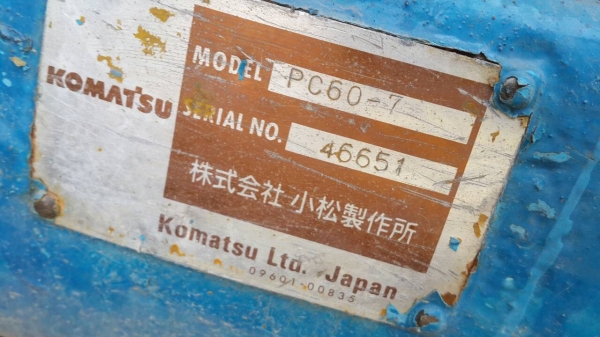 KOMATSU
MODEL PC60-7
SERIAL NO. 46651
株式会社 小松製作所
Komatsu Ltd. Japan
09601-00835